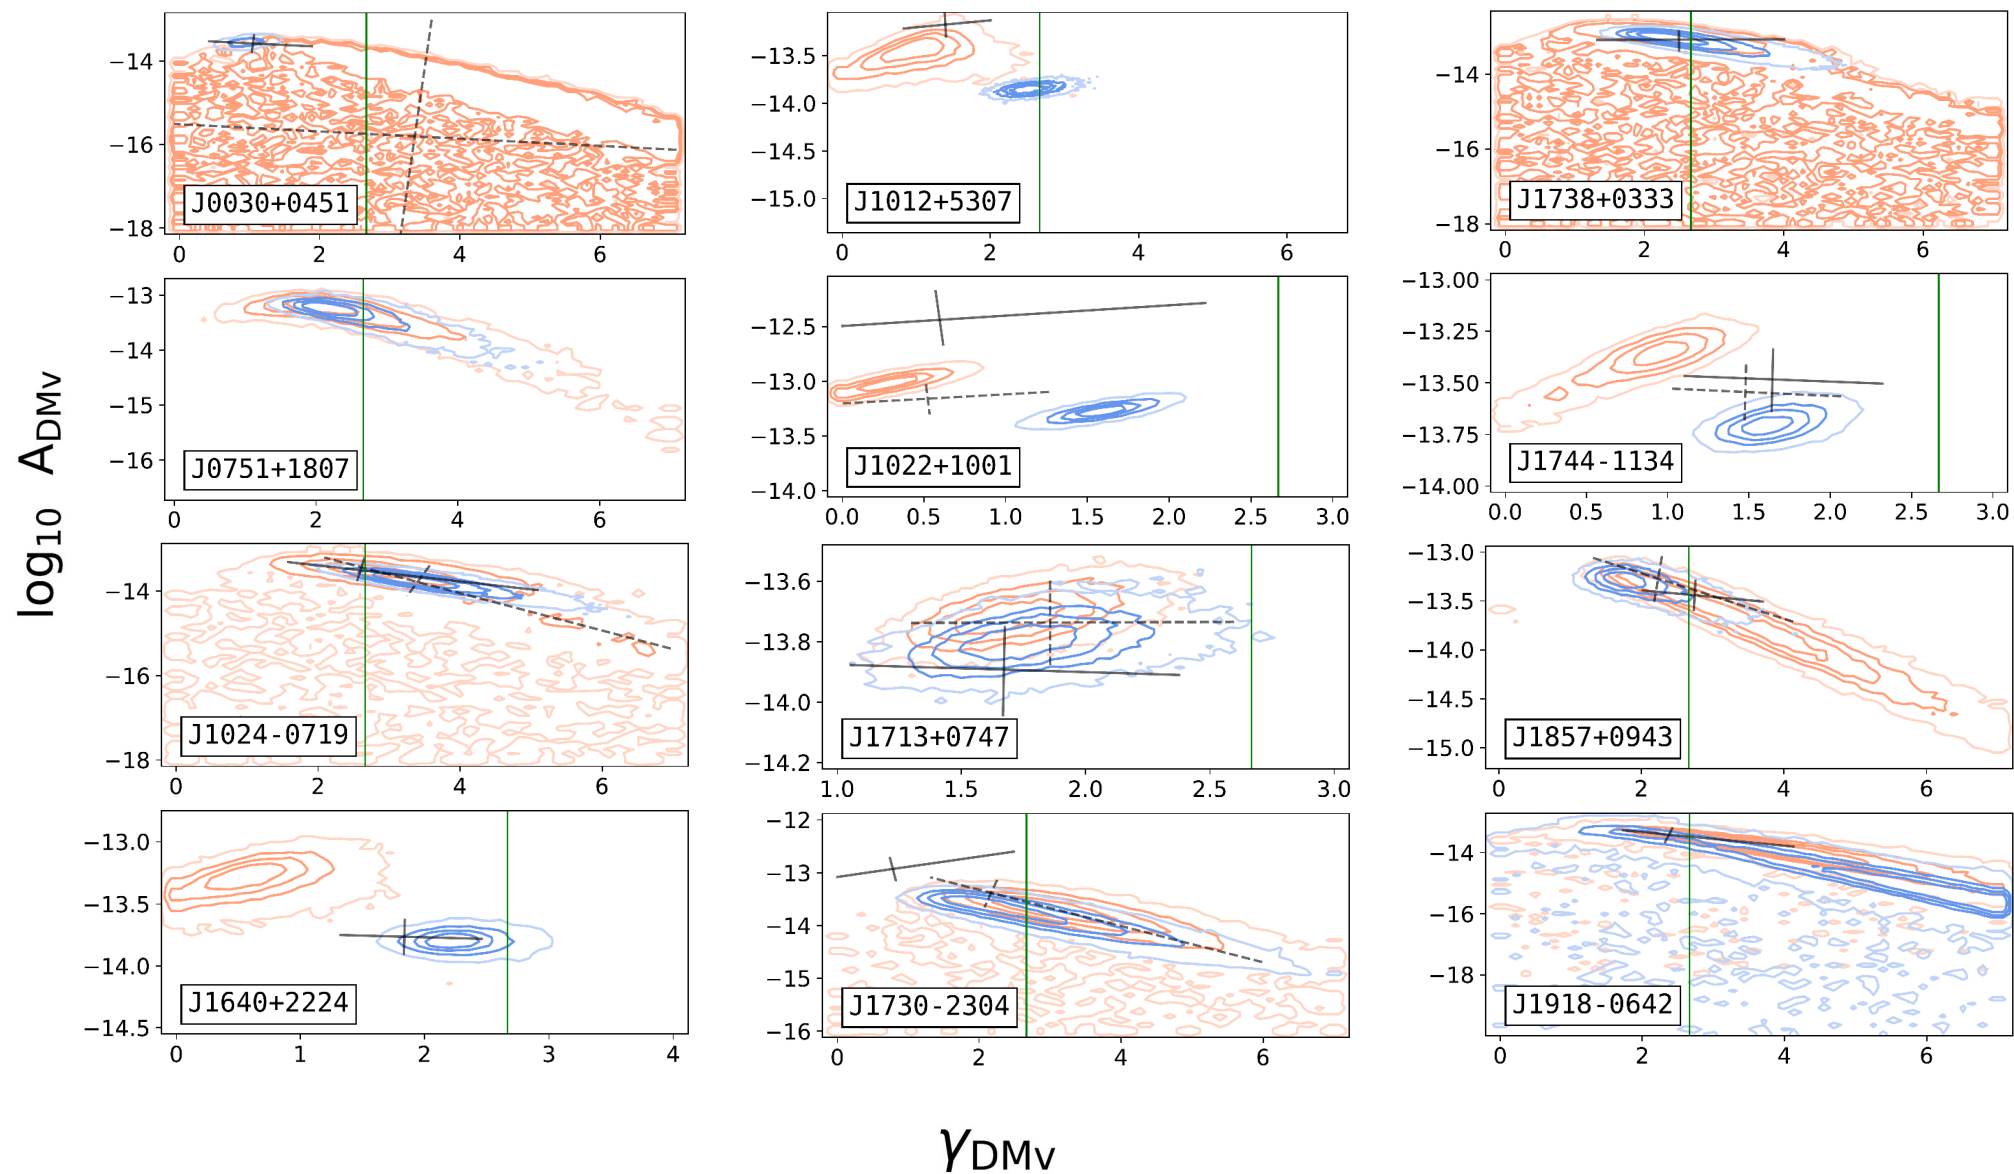 log10 ADMv
−14
−16
−18
J0030+0451
0 2 4 6
−13.5
−14.0
−14.5
−15.0
J1012+5307
0 2 4 6
−14
−16
−18
J1738+0333
0 2 4 6
−13
−14
−15
−16
J0751+1807
0 2 4 6
−12.5
−13.0
−13.5
−14.0
J1022+1001
0.0 0.5 1.0 1.5 2.0 2.5 3.0
−13.00
−13.25
−13.50
−13.75
−14.00
J1744-1134
0.0 0.5 1.0 1.5 2.0 2.5 3.0
−14
−16
−18
J1024-0719
0 2 4 6
−13.6
−13.8
−14.0
−14.2
J1713+0747
1.0 1.5 2.0 2.5 3.0
−13.0
−13.5
−14.0
−14.5
−15.0
J1857+0943
0 2 4 6
−13.0
−13.5
−14.0
−14.5
J1640+2224
0 1 2 3 4
−12
−13
−14
−15
−16
J1730-2304
0 2 4 6
−14
−16
−18
J1918-0642
0 2 4 6
γDMv